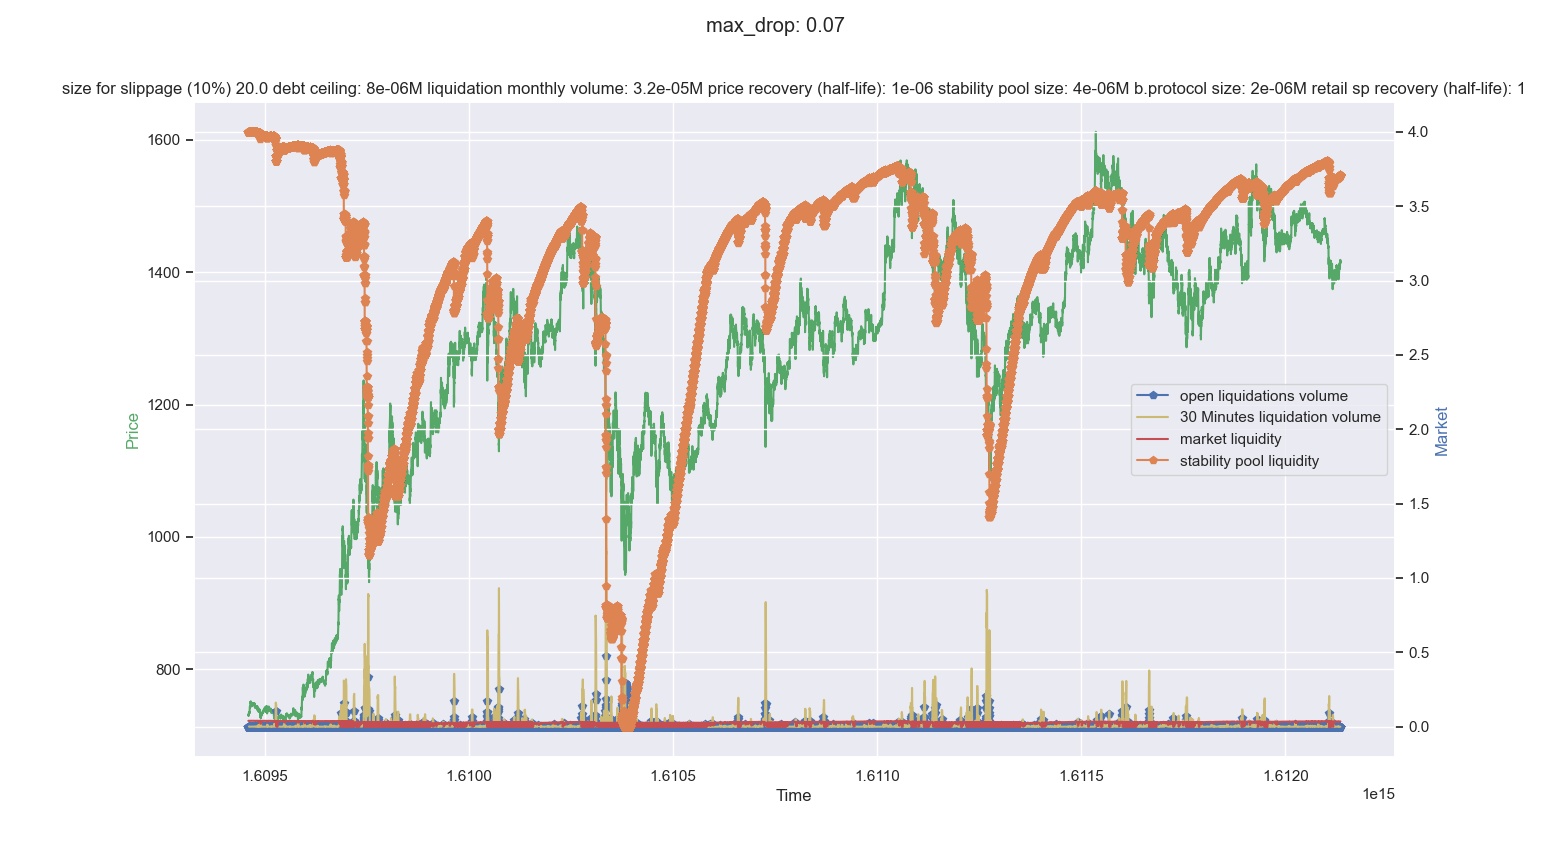 max_drop: 0.07
size for slippage (10%) 20.0 debt ceiling: 8e-06M liquidation monthly volume: 3.2e-05M price recovery (half-life): 1e-06 stability pool size: 4e-06M b.protocol size: 2e-06M retail sp recovery (half-life): 1
1600
1400
1200
1000
800
Price
4.0
3.5
3.0
2.5
2.0
1.5
1.0
0.5
0.0
Market
open liquidations volume
30 Minutes liquidation volume
market liquidity
stability pool liquidity
1.6095
1.6100
1.6105
1.6110
1.6115
1.6120
Time
1e15